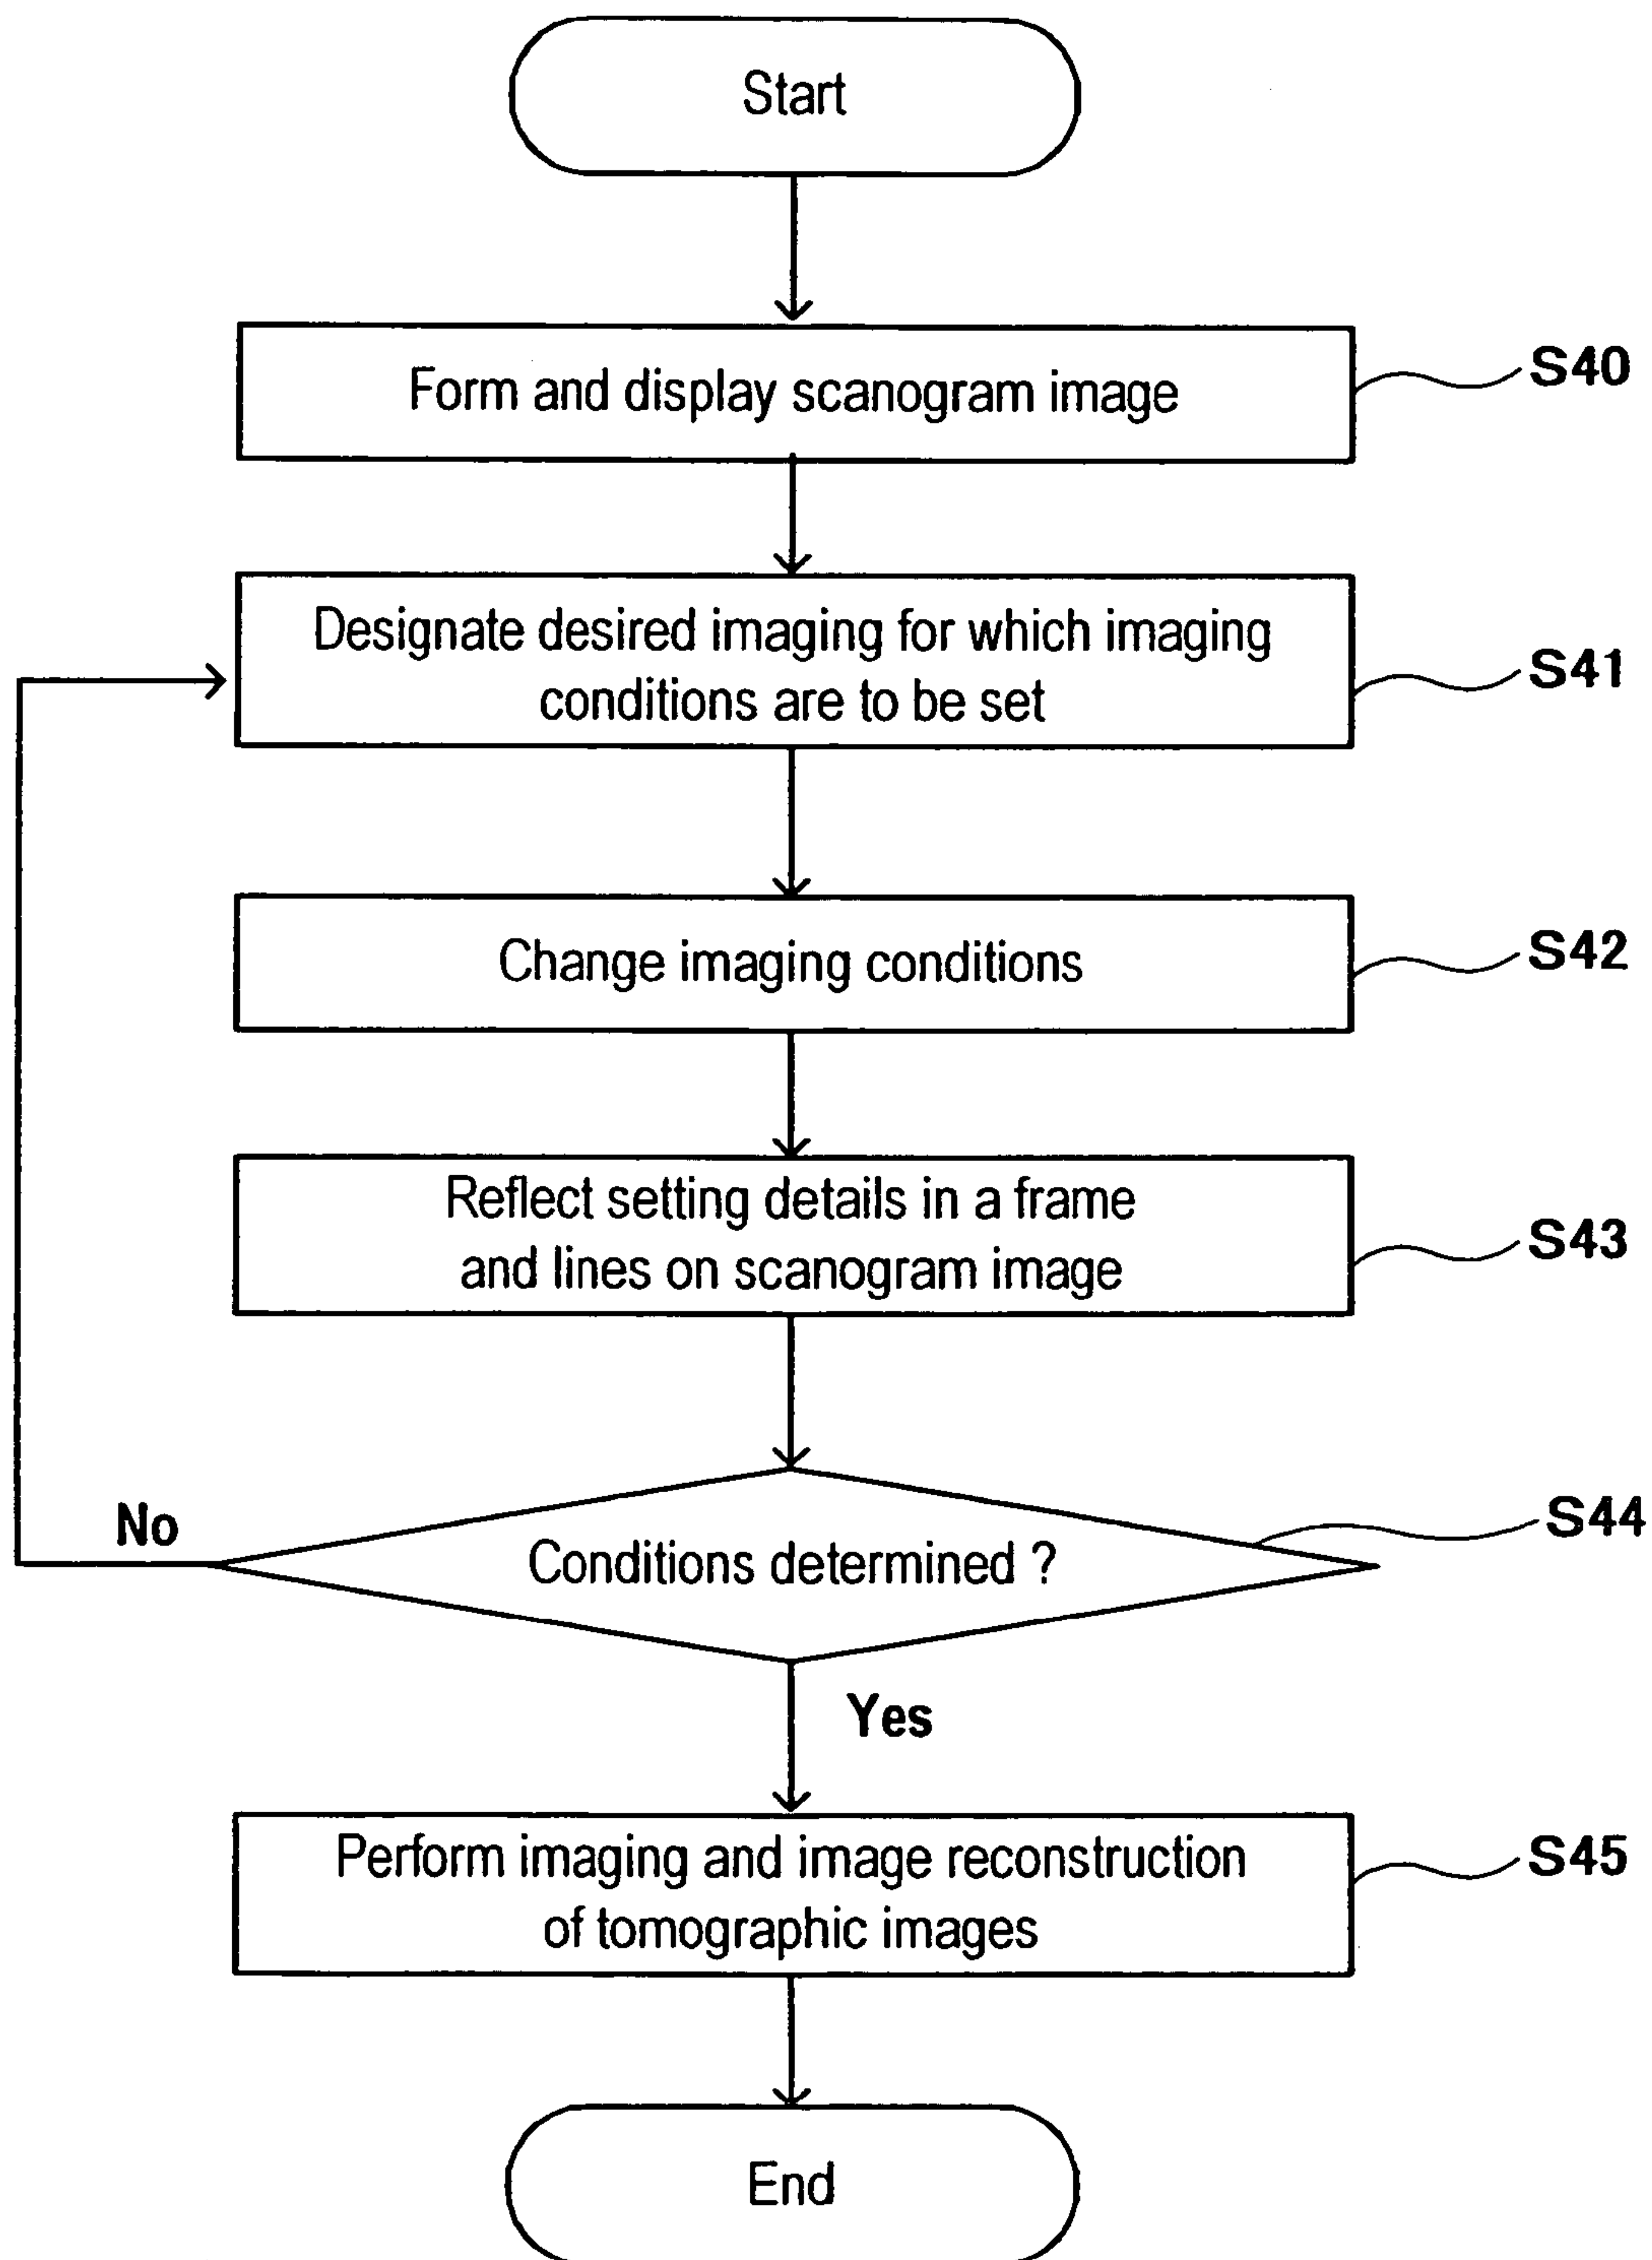 Start
Form and display scanogram image
S40
Designate desired imaging for which imaging
conditions are to be set
S41
Change imaging conditions
S42
Reflect setting details in a frame
and lines on scanogram image
S43
Conditions determined ?
S44
No
Yes
Perform imaging and image reconstruction
of tomographic images
S45
End